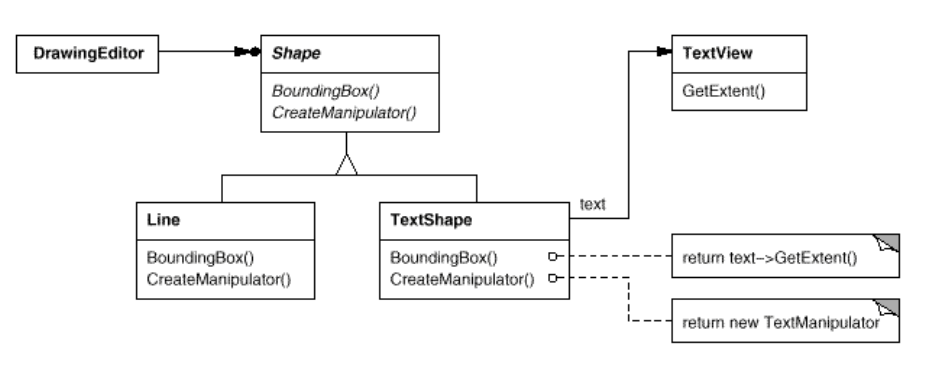 DrawingEditor
Shape
BoundingBox()
CreateManipulator()
TextView
GetExtent()
Line
BoundingBox()
CreateManipulator()
TextShape
BoundingBox()
CreateManipulator()
text
return text–>GetExtent()
return new TextManipulator